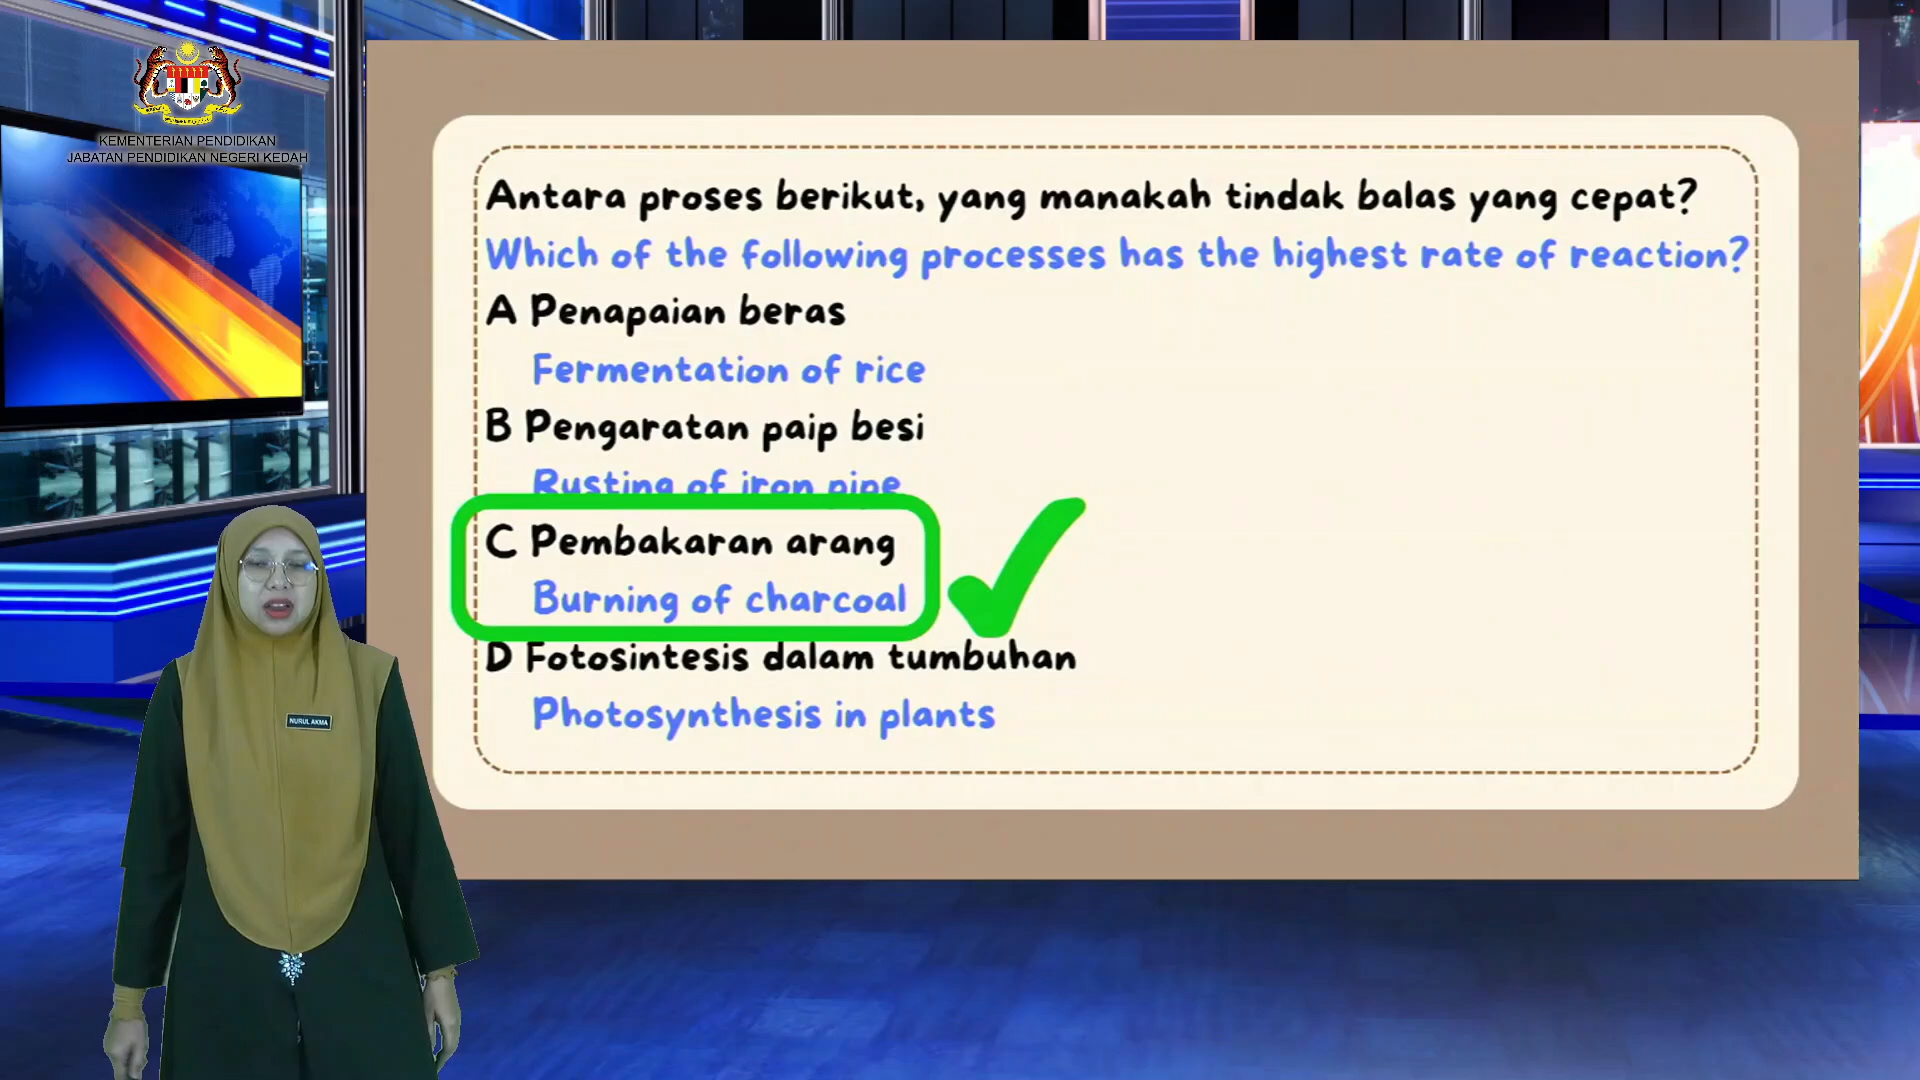 KEMENTERIAN PENDIDIKAN
JABATAN PENDIDIKAN NEGERI KEDAH
Antara proses berikut, yang manakah tindak balas yang cepat?
Which of the following processes has the highest rate of reaction?
A Penapaian beras
Fermentation of rice
B Pengaratan paip besi
Rusting of iron pipe
C Pembakaran arang
Burning of charcoal
D Fotosintesis dalam tumbuhan
Photosynthesis in plants
NURUL AKMA